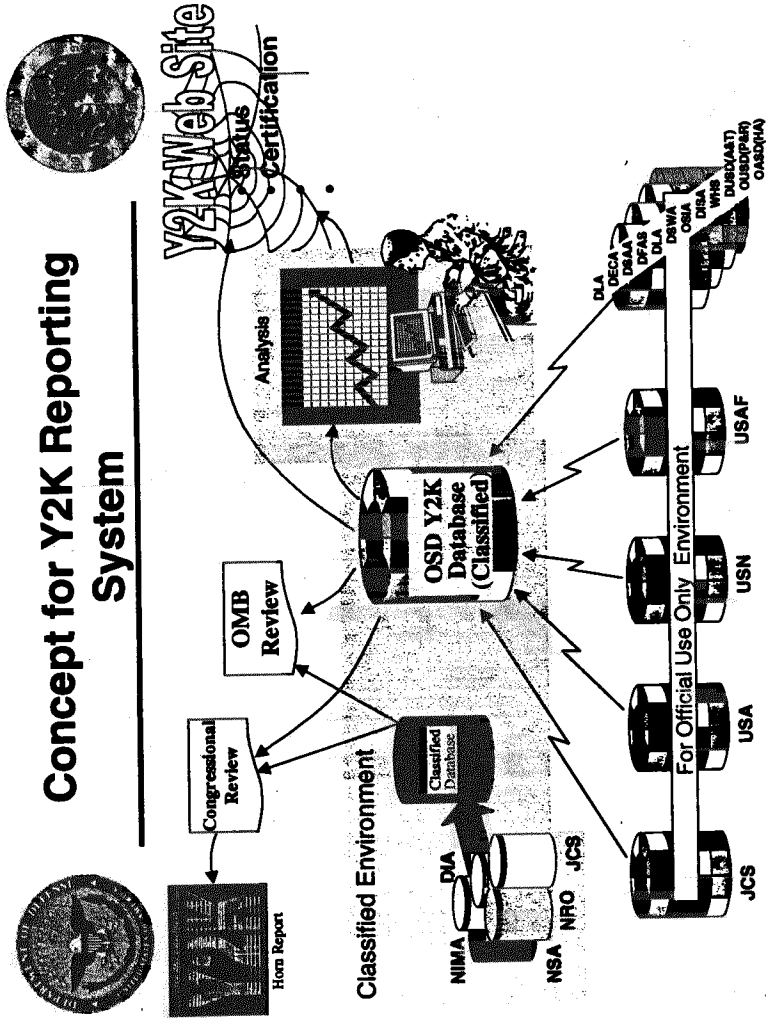 Concept for Y2K Reporting
System
Horn Report
Congressional
Review
OMB
Review
Y2K Web Site
Status
Certification
Analysis
Classified Environment
Classified
Database
OSD Y2K
Database
(Classified)
NIMA
DIA
NSA
NRO
JCS
DLA
DECA
DSAA
DFAS
DLA
DSWA
OSIA
DISA
WHS
DUSD(A&T)
OUSD(P&R)
OASD(HA)
For Official Use Only Environment
JCS
USA
USN
USAF